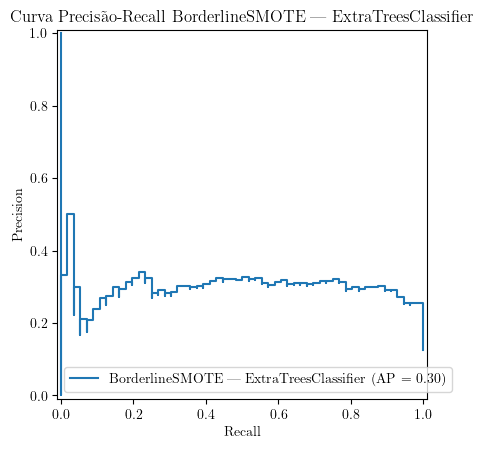 Curva Precisão-Recall BorderlineSMOTE — ExtraTreesClassifier
1.0
0.8
0.6
0.4
0.2
0.0
Precision
BorderlineSMOTE — ExtraTreesClassifier (AP = 0.30)
0.0 0.2 0.4 0.6 0.8 1.0
Recall